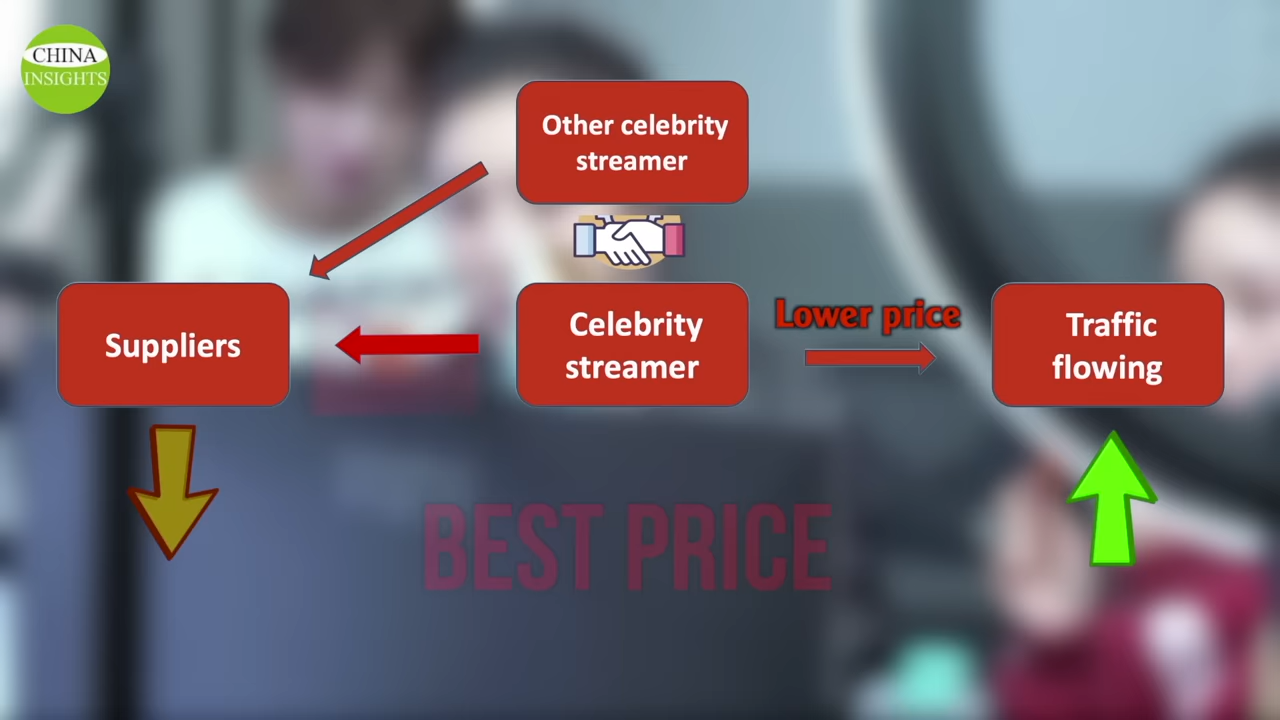 CHINA
INSIGHTS
Other celebrity
streamer
Suppliers
Celebrity
streamer
Lower price
Traffic
flowing
BEST PRICE